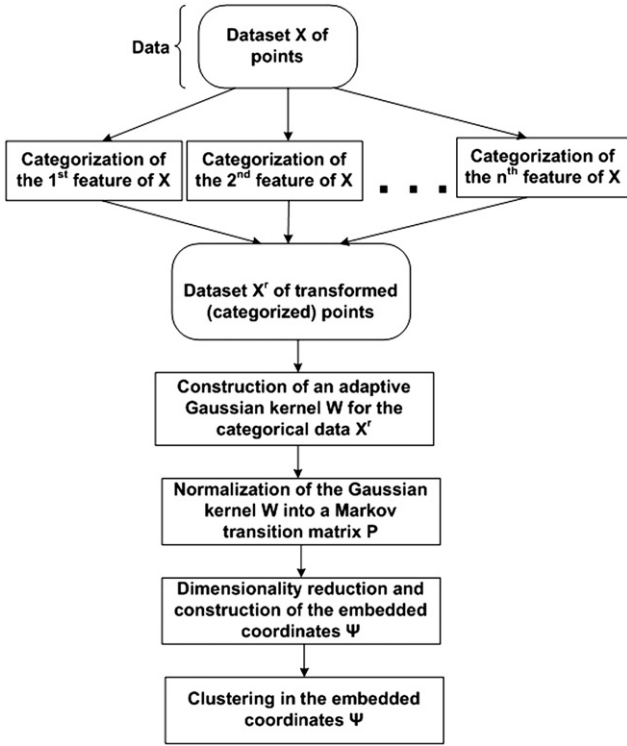 Data
Dataset X of
points
Categorization of
the 1st feature of X
Categorization of
the 2nd feature of X
. . .
Categorization of
the nth feature of X
Dataset Xr of transformed
(categorized) points
Construction of an adaptive
Gaussian kernel W for the
categorical data Xr
Normalization of the Gaussian
kernel W into a Markov
transition matrix P
Dimensionality reduction and
construction of the embedded
coordinates Ψ
Clustering in the embedded
coordinates Ψ